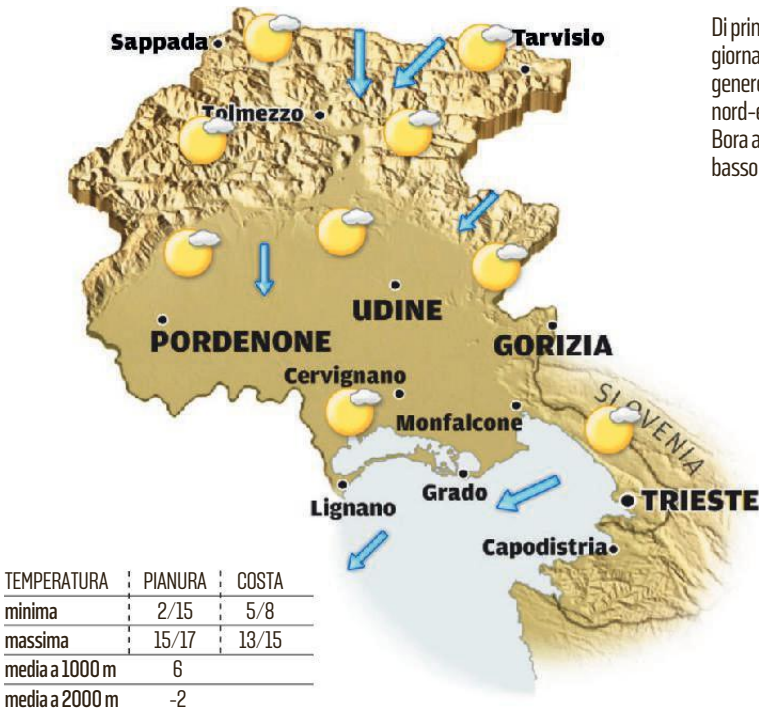 Di prin
giorna
genere
nord-e
Bora a
basso
Sappada
Tarvisio
Tolmezzo
UDINE
PORDENONE
GORIZIA
Cervignano
Monfalcone
SLOVENIA
Lignano
Grado
TRIESTE
Capodistria
TEMPERATURA PIANURA COSTA
minima 2/15 5/8
massima 15/17 13/15
media a 1000 m 6
media a 2000 m -2